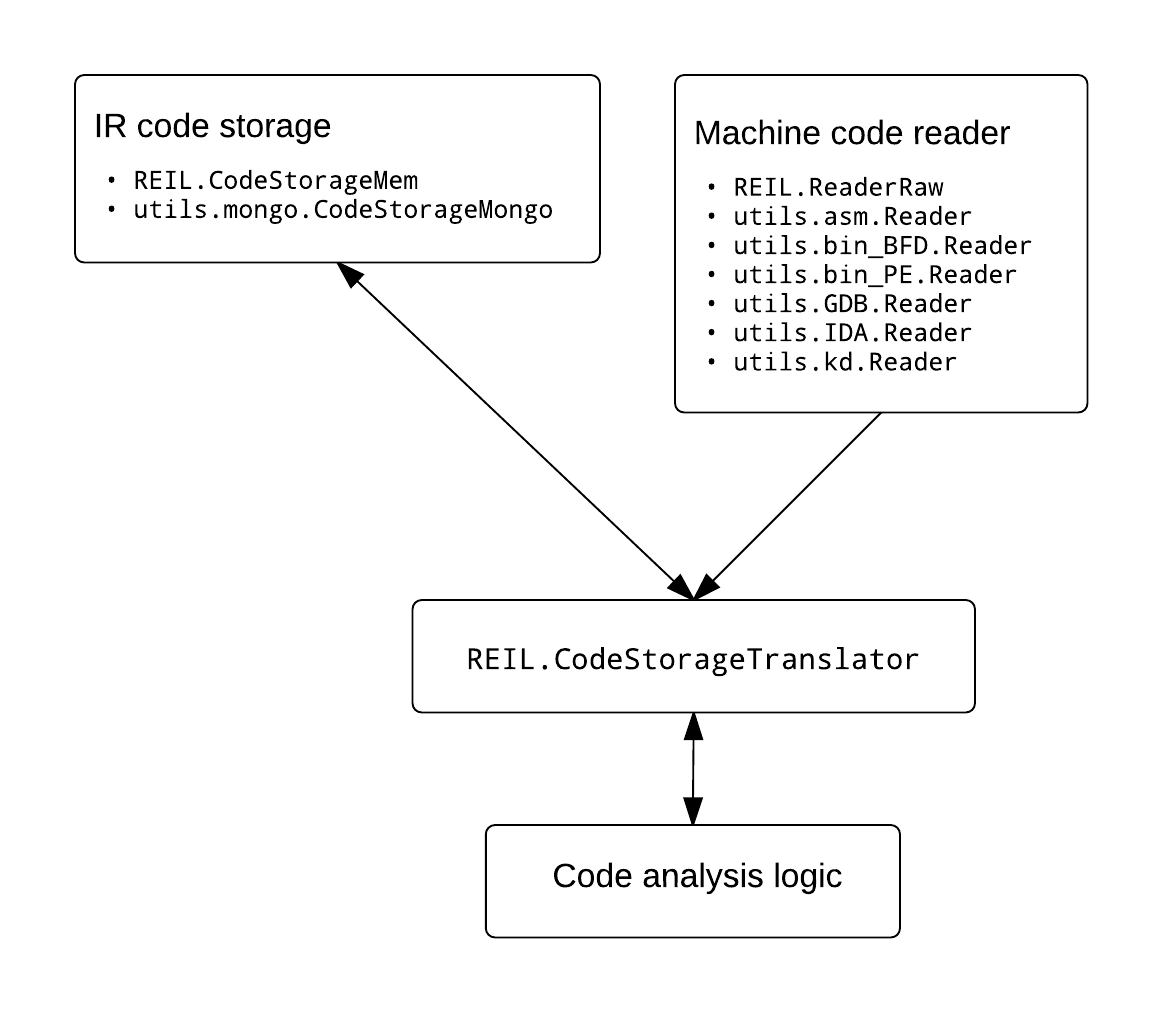 IR code storage
• REIL.CodeStorageMem
• utils.mongo.CodeStorageMongo
Machine code reader
• REIL.ReaderRaw
• utils.asm.Reader
• utils.bin_BFD.Reader
• utils.bin_PE.Reader
• utils.GDB.Reader
• utils.IDA.Reader
• utils.kd.Reader
REIL.CodeStorageTranslator
Code analysis logic